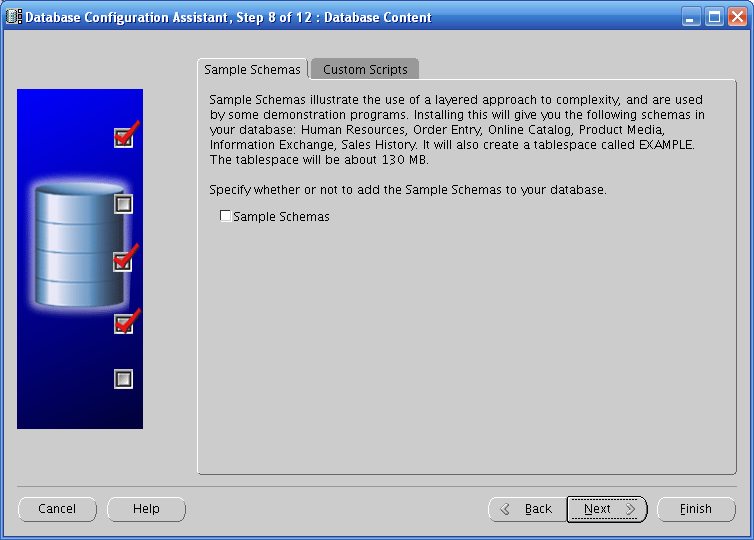 Database Configuration Assistant, Step 8 of 12 : Database Content
Sample Schemas
Custom Scripts
Sample Schemas illustrate the use of a layered approach to complexity, and are used
by some demonstration programs. Installing this will give you the following schemas in
your database: Human Resources, Order Entry, Online Catalog, Product Media,
Information Exchange, Sales History. It will also create a tablespace called EXAMPLE.
The tablespace will be about 130 MB.
Specify whether or not to add the Sample Schemas to your database.
Sample Schemas
Cancel
Help
Back
Next
Finish